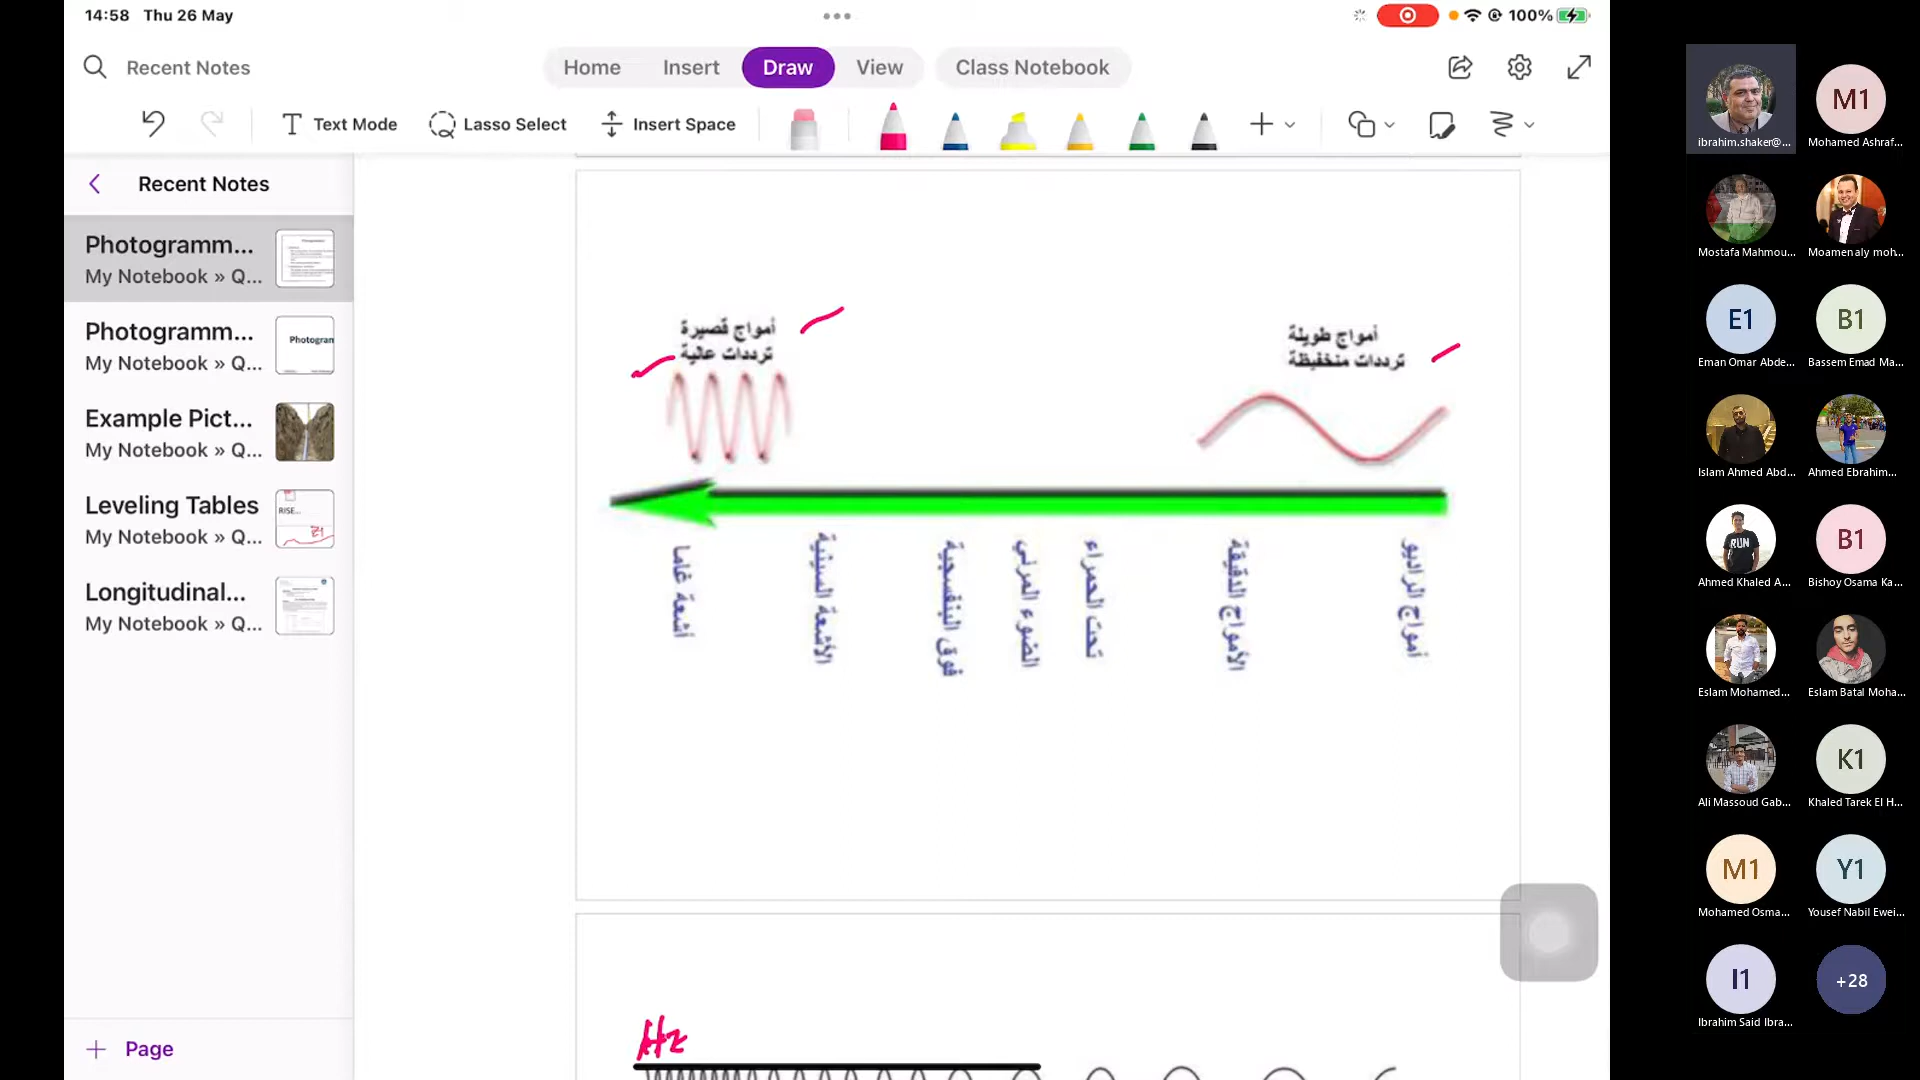 14:58 Thu 26 May
100%
Recent Notes
Home
Insert
Draw
View
Class Notebook
Text Mode
Lasso Select
Insert Space
Recent Notes
Photogramm...
My Notebook » Q...
Photogramm...
My Notebook » Q...
Photogran
Example Pict...
My Notebook » Q...
Leveling Tables
My Notebook » Q...
RISE...
Longitudinal...
My Notebook » Q...
+ Page
أمواج قصيرة
ترددات عالية
أمواج طويلة
ترددات منخفيظة
أشعة غاما
الأشعة السينية
فوق البنفسجية
الضوء المرئي
تحت الحمراء
الأمواج الدقيقة
أمواج الراديو
Hz
ibrahim.shaker@...
M1
Mohamed Ashraf...
Mostafa Mahmou...
Moamenaly moh...
E1
Eman Omar Abde...
B1
Bassem Emad Ma...
Islam Ahmed Abd...
Ahmed Ebrahim...
RUN
Ahmed Khaled A...
B1
Bishoy Osama Ka...
Eslam Mohamed...
Eslam Batal Moha...
Ali Massoud Gab...
K1
Khaled Tarek El H...
M1
Mohamed Osma...
Y1
Yousef Nabil Ewei...
I1
Ibrahim Said Ibra...
+28